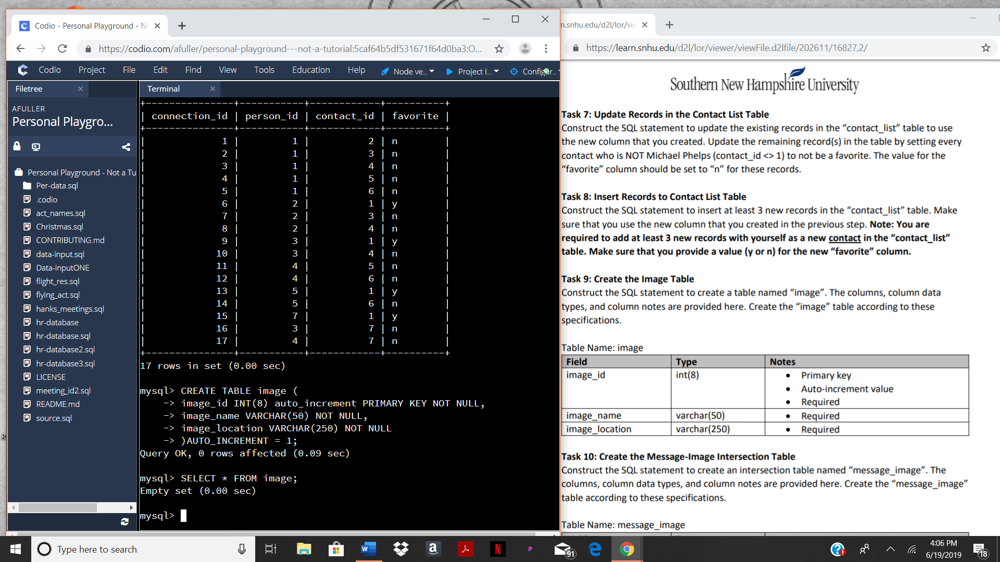 Codio - Personal Playground - No
https://codio.com/afuller/personal-playground---not-a-tutorial:5caf64b5df531671f64d0ba3:O...
Codio Project File Edit Find View Tools Education Help Node ve... Project I... Configur..
Filetree
AFULLER
Personal Playgro...
Personal Playground - Not a Tu
Per-data.sql
.codio
act_names.sql
Christmas.sql
CONTRIBUTING.md
data-input.sql
Data-inputONE
flight_res.sql
flying_act.sql
hanks_meetings.sql
hr-database
hr-database.sql
hr-database2.sql
hr-database3.sql
LICENSE
meeting_id2.sql
README.md
source.sql
Terminal
+---------------+-----------+------------+----------+
| connection_id | person_id | contact_id | favorite |
+---------------+-----------+------------+----------+
| 1 | 1 | 2 | n |
| 2 | 1 | 3 | n |
| 3 | 1 | 4 | n |
| 4 | 1 | 5 | n |
| 5 | 1 | 6 | n |
| 6 | 2 | 1 | y |
| 7 | 2 | 3 | n |
| 8 | 2 | 4 | n |
| 9 | 3 | 1 | y |
| 10 | 3 | 4 | n |
| 11 | 4 | 5 | n |
| 12 | 4 | 6 | n |
| 13 | 5 | 1 | y |
| 14 | 5 | 6 | n |
| 15 | 7 | 1 | y |
| 16 | 3 | 7 | n |
| 17 | 4 | 7 | n |
+---------------+-----------+------------+----------+
17 rows in set (0.00 sec)
mysql> CREATE TABLE image (
-> image_id INT(8) auto_increment PRIMARY KEY NOT NULL,
-> image_name VARCHAR(50) NOT NULL,
-> image_location VARCHAR(250) NOT NULL
-> )AUTO_INCREMENT = 1;
Query OK, 0 rows affected (0.09 sec)
mysql> SELECT * FROM image;
Empty set (0.00 sec)
mysql>
n.snhu.edu/d2l/lor/vie
https://learn.snhu.edu/d2l/lor/viewer/viewFile.d2lfile/202611/16827,2/
Southern New Hampshire University
Task 7: Update Records in the Contact List Table
Construct the SQL statement to update the existing records in the “contact_list” table to use
the new column that you created. Update the remaining record(s) in the table by setting every
contact who is NOT Michael Phelps (contact_id <> 1) to not be a favorite. The value for the
“favorite” column should be set to “n” for these records.
Task 8: Insert Records to Contact List Table
Construct the SQL statement to insert at least 3 new records in the “contact_list” table. Make
sure that you use the new column that you created in the previous step. Note: You are
required to add at least 3 new records with yourself as a new contact in the “contact_list”
table. Make sure that you provide a value (y or n) for the new “favorite” column.
Task 9: Create the Image Table
Construct the SQL statement to create a table named “image”. The columns, column data
types, and column notes are provided here. Create the “image” table according to these
specifications.
Table Name: image
Field Type Notes
image_id int(8) • Primary key
• Auto-increment value
• Required
image_name varchar(50) • Required
image_location varchar(250) • Required
Task 10: Create the Message-Image Intersection Table
Construct the SQL statement to create an intersection table named “message_image”. The
columns, column data types, and column notes are provided here. Create the “message_image”
table according to these specifications.
Table Name: message_image
R
Type here to search
91
4:06 PM
6/19/2019
18